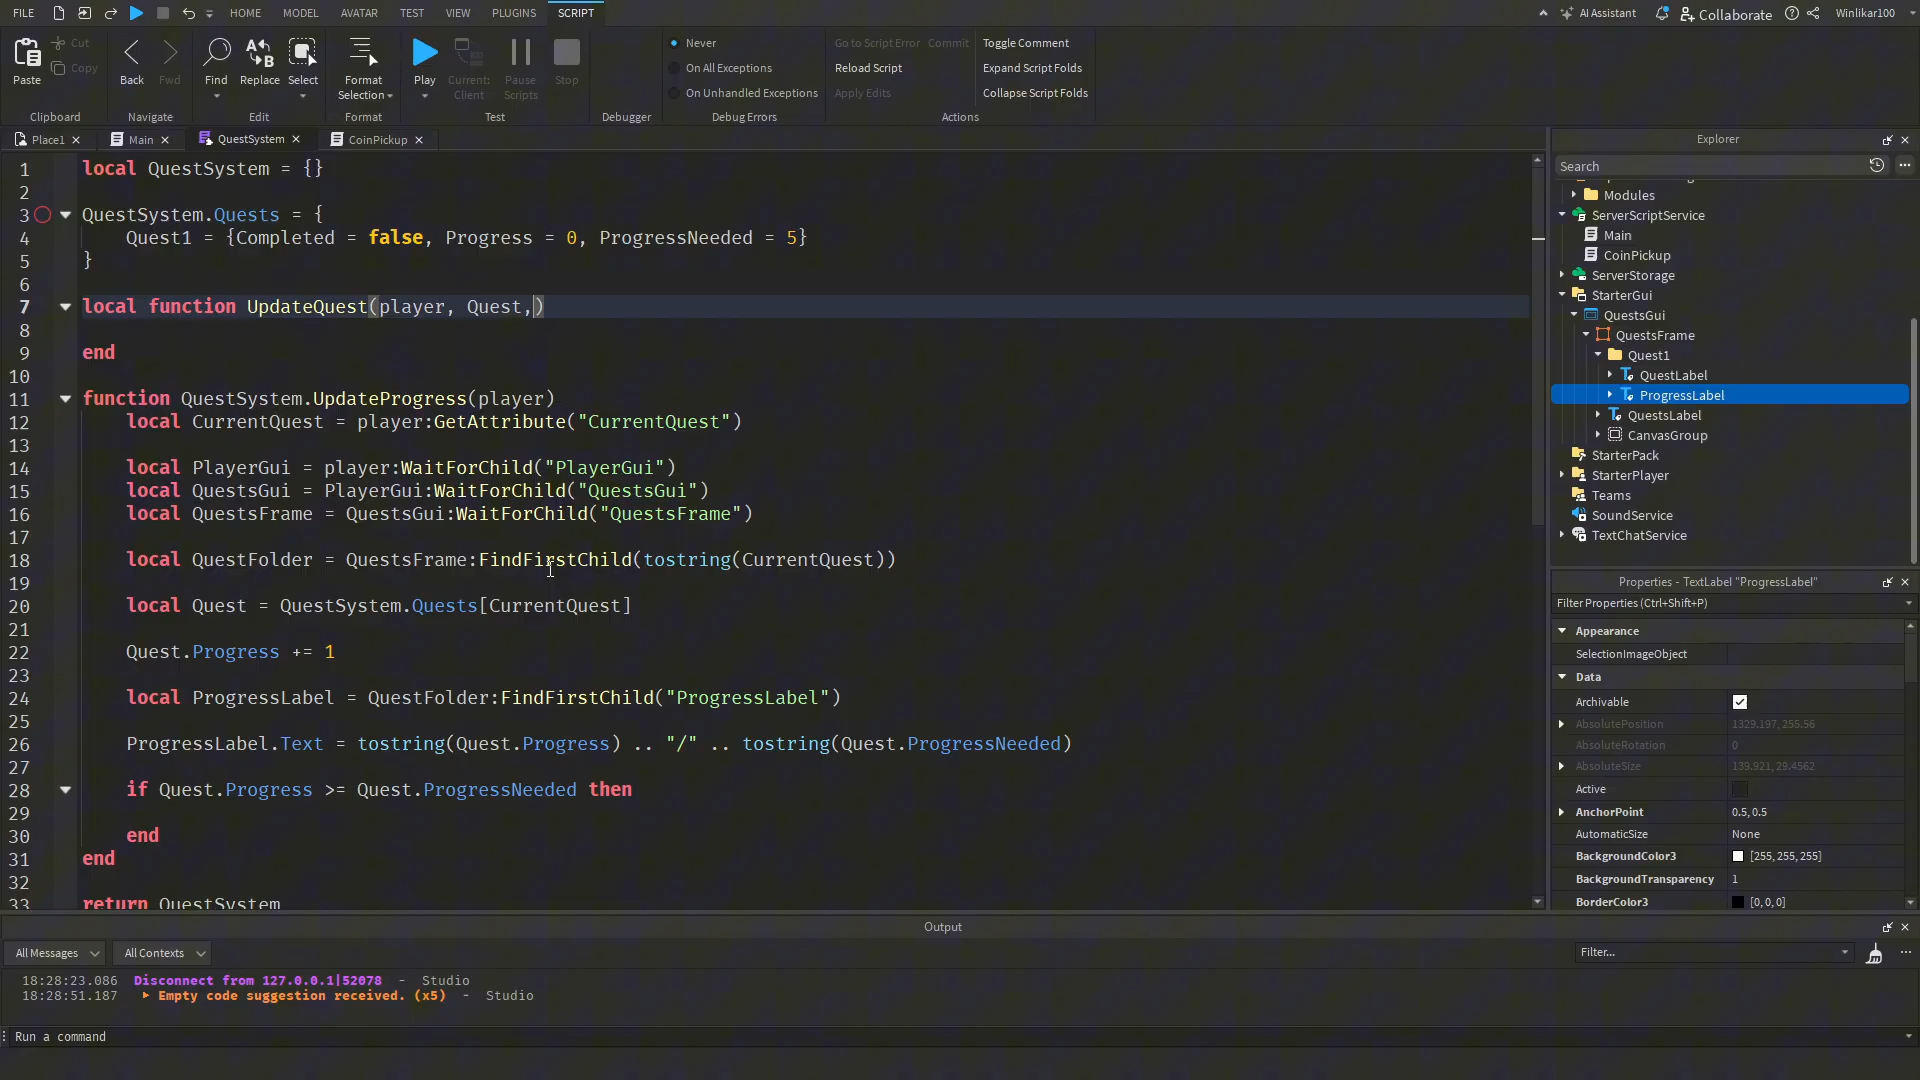 FILE HOME MODEL AVATAR TEST VIEW PLUGINS SCRIPT AI Assistant Collaborate Winlikar100
Paste Cut Copy Back Fwd Find Replace Select Format Selection Play Current: Client Pause Scripts Stop
Never
On All Exceptions
On Unhandled Exceptions
Go to Script Error Commit
Reload Script
Apply Edits
Toggle Comment
Expand Script Folds
Collapse Script Folds
Clipboard Navigate Edit Format Test Debugger Debug Errors Actions
Place1 Main QuestSystem CoinPickup
1 local QuestSystem = {}
2
3 QuestSystem.Quests = {
4 Quest1 = {Completed = false, Progress = 0, ProgressNeeded = 5}
5 }
6
7 local function UpdateQuest(player, Quest,)
8
9 end
10
11 function QuestSystem.UpdateProgress(player)
12 local CurrentQuest = player:GetAttribute("CurrentQuest")
13
14 local PlayerGui = player:WaitForChild("PlayerGui")
15 local QuestsGui = PlayerGui:WaitForChild("QuestsGui")
16 local QuestsFrame = QuestsGui:WaitForChild("QuestsFrame")
17
18 local QuestFolder = QuestsFrame:FindFirstChild(tostring(CurrentQuest))
19
20 local Quest = QuestSystem.Quests[CurrentQuest]
21
22 Quest.Progress += 1
23
24 local ProgressLabel = QuestFolder:FindFirstChild("ProgressLabel")
25
26 ProgressLabel.Text = tostring(Quest.Progress) .. "/" .. tostring(Quest.ProgressNeeded)
27
28 if Quest.Progress >= Quest.ProgressNeeded then
29
30 end
31 end
32
33 return QuestSystem
Explorer
Search
Modules
ServerScriptService
Main
CoinPickup
ServerStorage
StarterGui
QuestsGui
QuestsFrame
Quest1
QuestLabel
ProgressLabel
QuestsLabel
CanvasGroup
StarterPack
StarterPlayer
Teams
SoundService
TextChatService
Properties - TextLabel "ProgressLabel"
Filter Properties (Ctrl+Shift+P)
Appearance
SelectionImageObject
Data
Archivable
AbsolutePosition 1329.197, 255.56
AbsoluteRotation 0
AbsoluteSize 139.921, 29.4562
Active
AnchorPoint 0.5, 0.5
AutomaticSize None
BackgroundColor3 [255, 255, 255]
BackgroundTransparency 1
BorderColor3 [0, 0, 0]
Output
All Messages All Contexts Filter...
18:28:23.086 Disconnect from 127.0.0.1|52078 - Studio
18:28:51.187 Empty code suggestion received. (x5) - Studio
Run a command